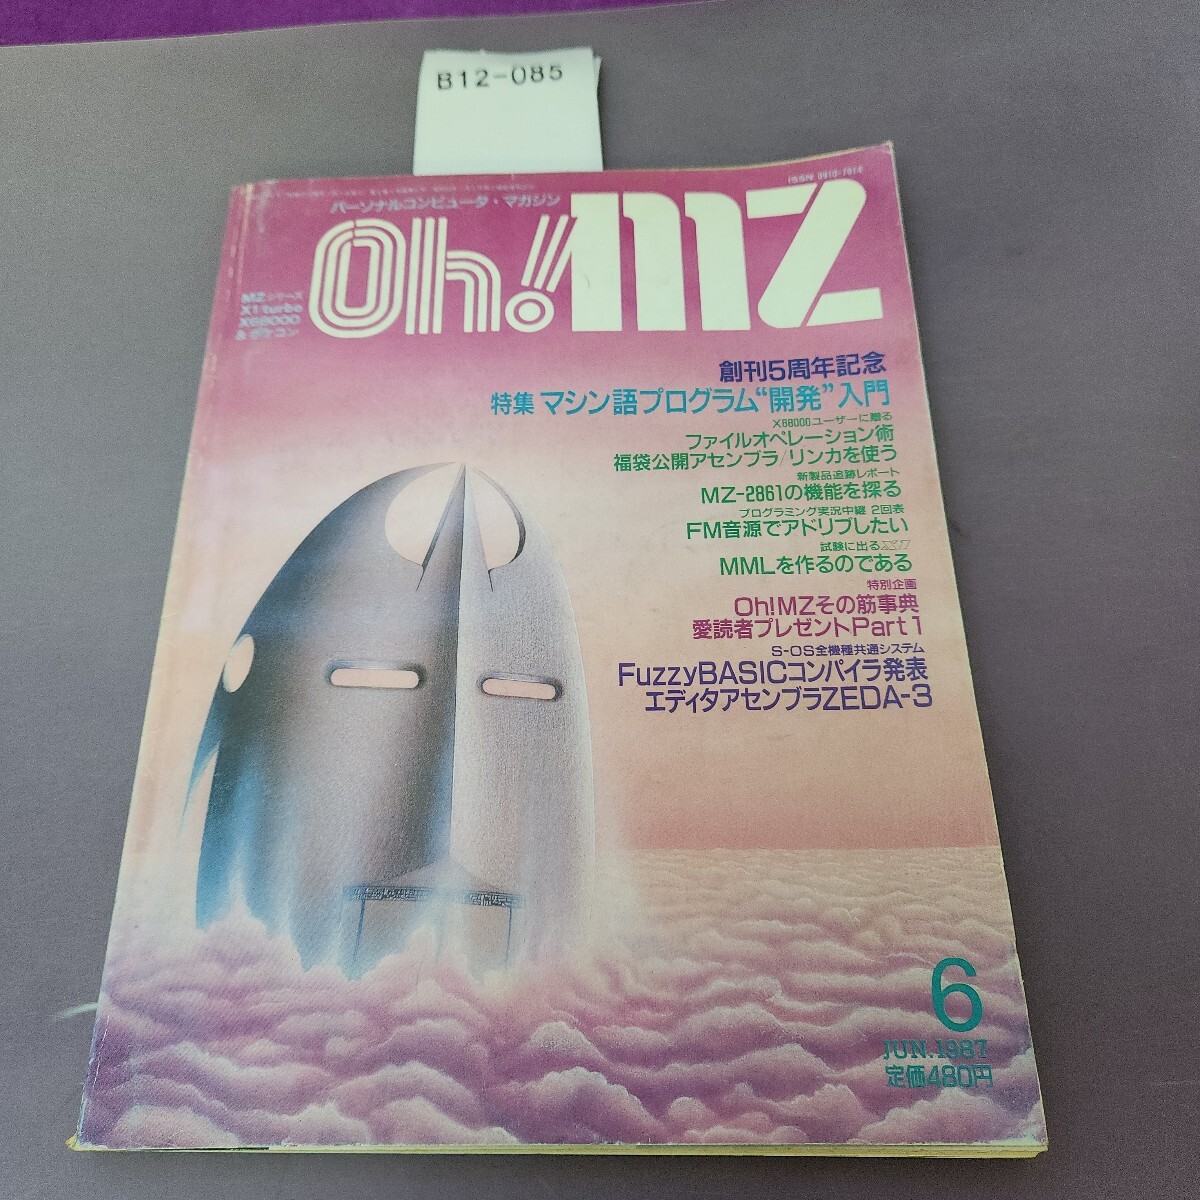 B12-085
パーソナルコンピュータ・マガジン
Oh!MZ
MZシリーズ
X1 turbo
X68000
& ポケコン
創刊5周年記念
特集 マシン語プログラム“開発”入門
X68000ユーザーに贈る
ファイルオペレーション術
福袋公開アセンブラ/リンカを使う
新製品追跡レポート
MZ-2861の機能を探る
プログラミング実況中継 2回表
FM音源でアドリブしたい
試験に出るX1
MMLを作るのである
特別企画
Oh!MZその筋事典
愛読者プレゼントPart1
S-OS全機種共通システム
FuzzyBASICコンパイラ発表
エディタアセンブラZEDA-3
6
JUN.1987
定価480円